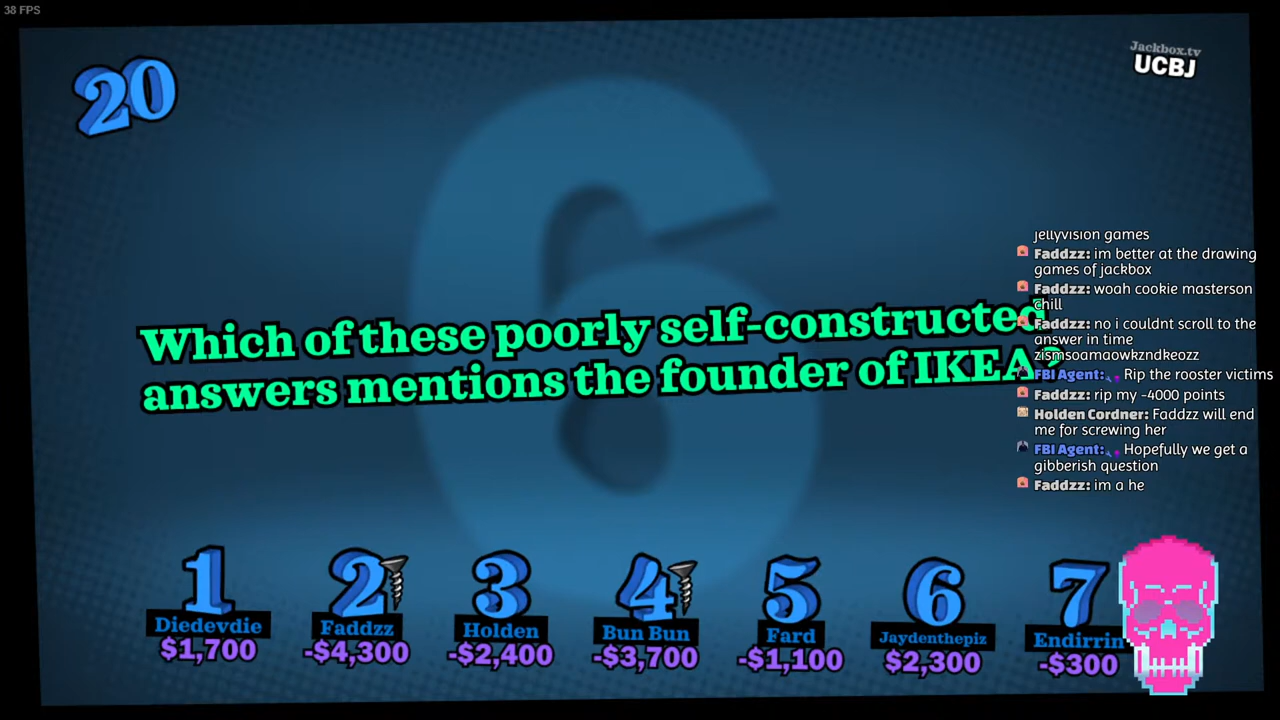 38 FPS
20
Jackbox.tv
UCBJ
Which of these poorly self-constructed
answers mentions the founder of IKEA?
jellyvision games
Faddzz: im better at the drawing
games of jackbox
Faddzz: woah cookie masterson
chill
Faddzz: no i couldnt scroll to the
answer in time
zismsoamaowkzndkeozz
FBI Agent: Rip the rooster victims
Faddzz: rip my -4000 points
Holden Cordner: Faddzz will end
me for screwing her
FBI Agent: Hopefully we get a
gibberish question
Faddzz: im a he
6
1 2 3 4 5 6 7
Diedevdie Faddzz Holden Bun Bun Fard Jaydenthepiz Endirrin
$1,700 -$4,300 -$2,400 -$3,700 -$1,100 $2,300 -$300